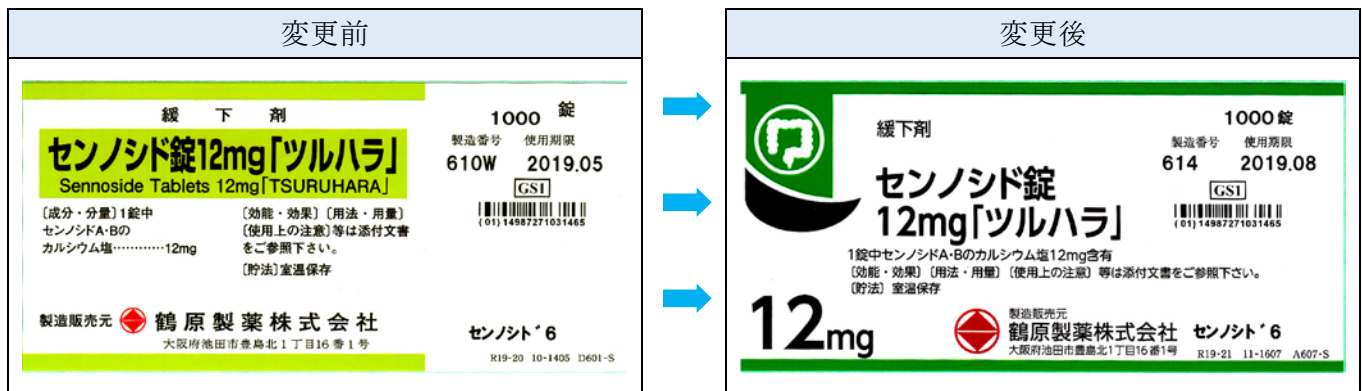 変更前
緩下剤
センノシド錠12mg「ツルハラ」
Sennoside Tablets 12mg「TSURUHARA」
〔成分・分量〕1錠中
センノシドA・Bの
カルシウム塩…………12mg
〔効能・効果〕〔用法・用量〕
〔使用上の注意〕等は添付文書
をご参照下さい。
〔貯法〕室温保存
製造販売元 鶴原製薬株式会社
大阪府池田市豊島北1丁目16番1号
1000 錠
製造番号 使用期限
610W 2019.05
GS1
(01)14987271031465
センノシド 6
R19-20 10-1405 D601-S
変更後
緩下剤
センノシド錠
12mg「ツルハラ」
1錠中センノシドA・Bのカルシウム塩12mg含有
〔効能・効果〕〔用法・用量〕〔使用上の注意〕等は添付文書をご参照下さい。
〔貯法〕室温保存
12mg
製造販売元
鶴原製薬株式会社
大阪府池田市豊島北1丁目16番1号
1000錠
製造番号 使用期限
614 2019.08
GS1
(01)14987271031465
センノシド 6
R19-21 11-1607 A607-S